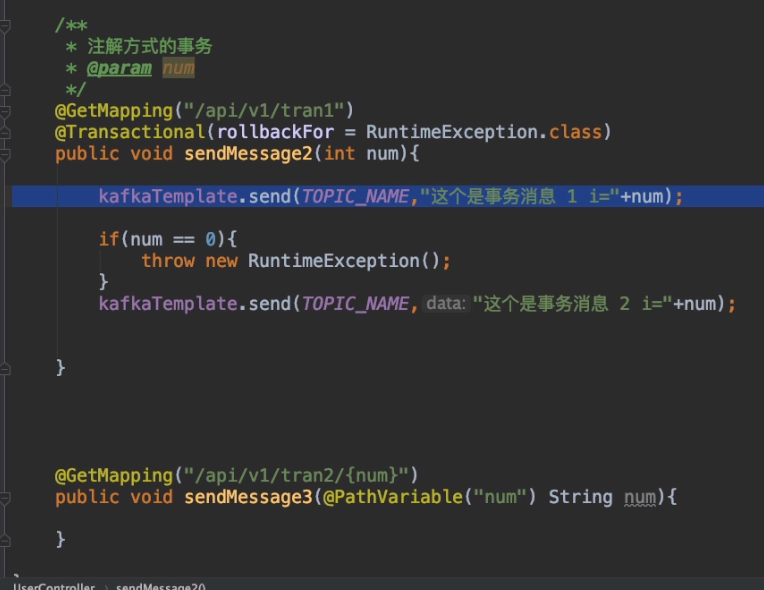 /**
 * 注解方式的事务
 * @param num
 */
@GetMapping("/api/v1/tran1")
@Transactional(rollbackFor = RuntimeException.class)
public void sendMessage2(int num){
kafkaTemplate.send(TOPIC_NAME,"这个是事务消息 1 i="+num);
if(num == 0){
throw new RuntimeException();
}
kafkaTemplate.send(TOPIC_NAME, data: "这个是事务消息 2 i="+num);
}
@GetMapping("/api/v1/tran2/{num}")
public void sendMessage3(@PathVariable("num") String num){
}
UserController › sendMessage2()